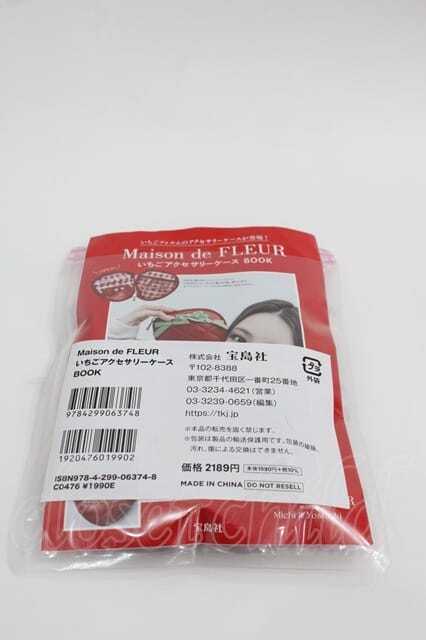 いちごフォルムのアクセサリーケースが登場!
Maison de FLEUR
いちごアクセサリーケース BOOK
Maison de FLEUR
いちごアクセサリーケース
BOOK
9784299063748
1920476019902
ISBN978-4-299-06374-8
CD476 ¥1990E
株式会社 宝島社
〒102-8388
東京都千代田区一番町25番地
03-3234-4621(営業)
03-3239-0659(編集)
https://tkj.jp
プラ
外袋
※本品の転売を固く禁じます。
※包装は製品の輸送保護用です。包装の破損、
汚れ、傷による交換はできません。
価格 2189円
本体1990円+税10%
MADE IN CHINA
DO NOT RESELL
宝島社